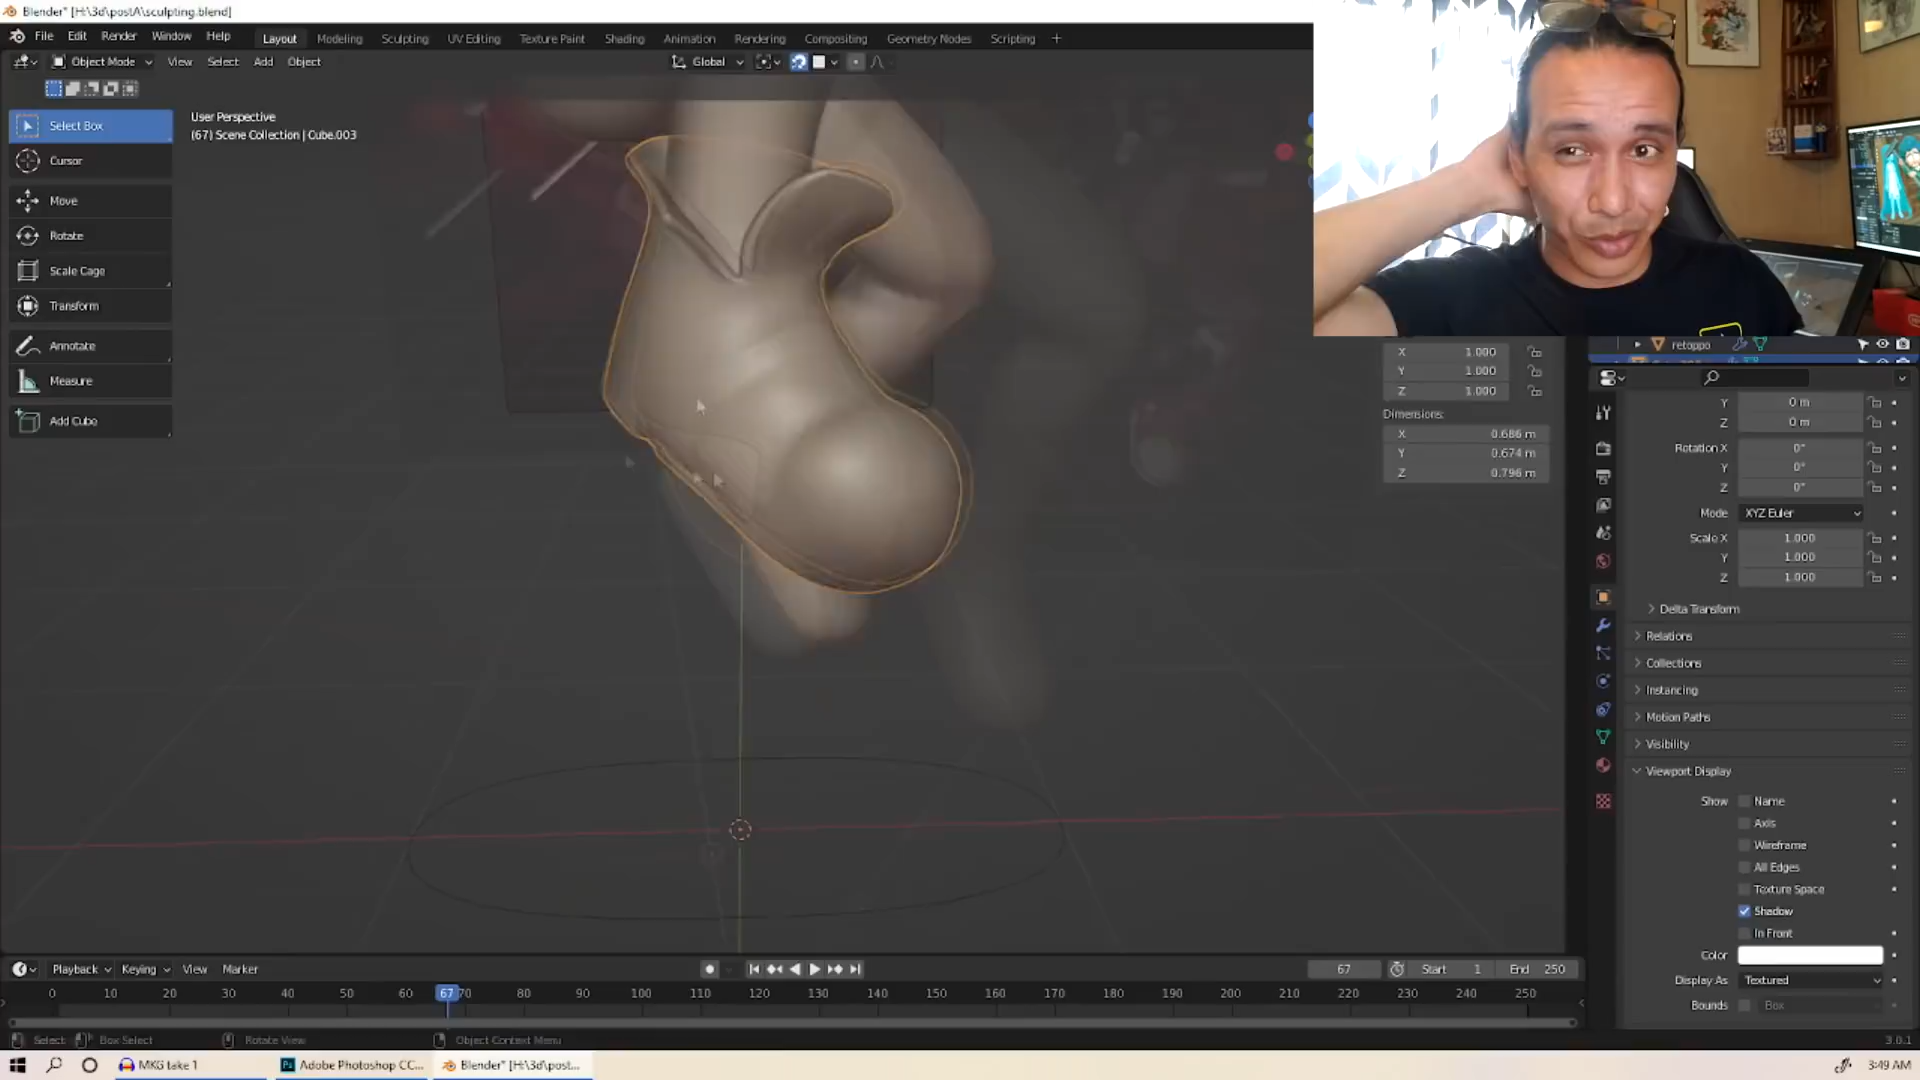 Blender* [H:\3d\postA\sculpting.blend]
File Edit Render Window Help Layout Modeling Sculpting UV Editing Texture Paint Shading Animation Rendering Compositing Geometry Nodes Scripting +
Object Mode View Select Add Object Global
Select Box
Cursor
Move
Rotate
Scale Cage
Transform
Annotate
Measure
Add Cube
User Perspective
(67) Scene Collection | Cube.003
X 1.000
Y 1.000
Z 1.000
Dimensions:
X 0.686 m
Y 0.674 m
Z 0.796 m
retoppo
Y 0 m
Z 0 m
Rotation X 0°
Y 0°
Z 0°
Mode XYZ Euler
Scale X 1.000
Y 1.000
Z 1.000
Delta Transform
Relations
Collections
Instancing
Motion Paths
Visibility
Viewport Display
Show Name
Axis
Wireframe
All Edges
Texture Space
Shadow
In Front
Color
Display As Textured
Bounds Box
Playback Keying View Marker 67 Start 1 End 250
0 10 20 30 40 50 60 67 70 80 90 100 110 120 130 140 150 160 170 180 190 200 210 220 230 240 250
Select Box Select Rotate View Object Context Menu 3.0.1
MKG take 1 Adobe Photoshop CC... Blender* [H:\3d\post... 3:49 AM